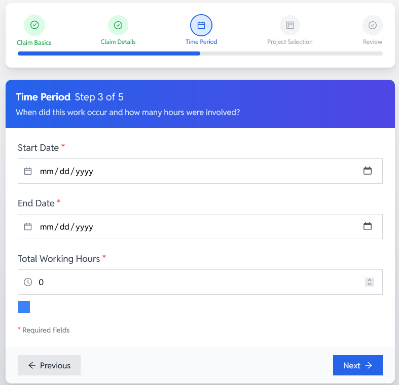 Claim Basics
Claim Details
Time Period
Project Selection
Review
Time Period Step 3 of 5
When did this work occur and how many hours were involved?
Start Date *
mm/dd/yyyy
End Date *
mm/dd/yyyy
Total Working Hours *
0
* Required Fields
← Previous
Next →